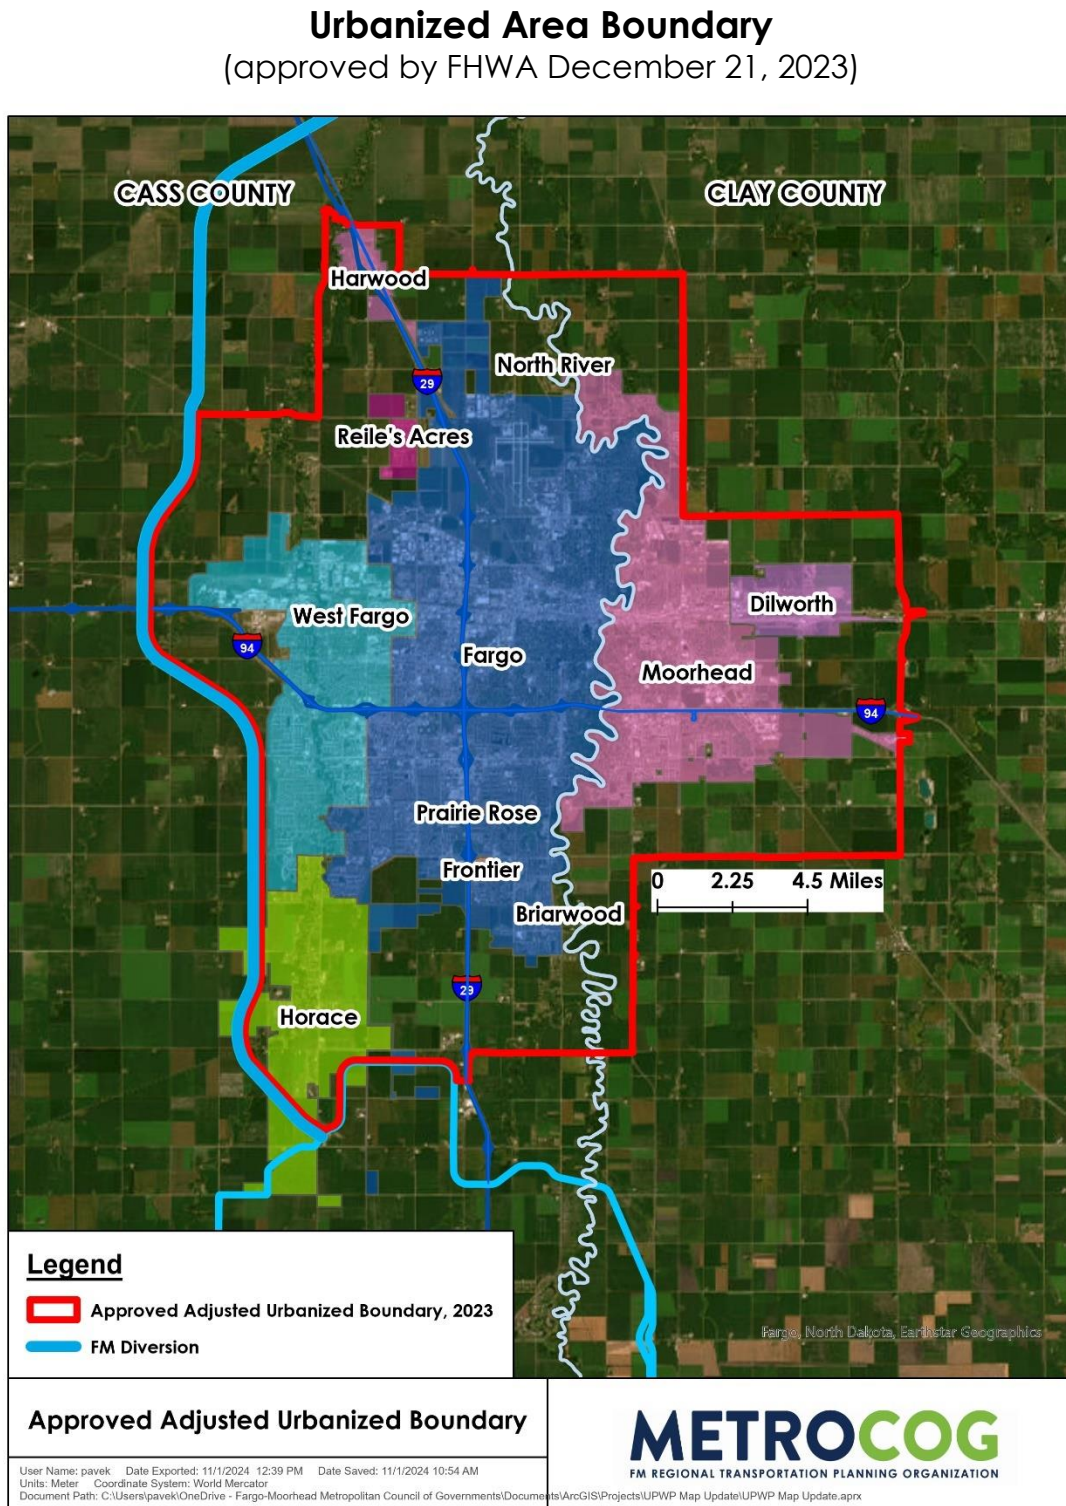 Urbanized Area Boundary
(approved by FHWA December 21, 2023)
CASS COUNTY
CLAY COUNTY
Harwood
North River
29
Reile's Acres
Dilworth
West Fargo
94
Fargo
Moorhead
94
Prairie Rose
Frontier
0 2.25 4.5 Miles
Briarwood
29
Horace
Legend
Approved Adjusted Urbanized Boundary, 2023
FM Diversion
Fargo, North Dakota, Earthstar Geographics
Approved Adjusted Urbanized Boundary
METROCOG
FM REGIONAL TRANSPORTATION PLANNING ORGANIZATION
User Name: pavek Date Exported: 11/1/2024 12:39 PM Date Saved: 11/1/2024 10:54 AM
Units: Meter Coordinate System: World Mercator
Document Path: C:\Users\pavek\OneDrive - Fargo-Moorhead Metropolitan Council of Governments\Documents\ArcGIS\Projects\UPWP Map Update\UPWP Map Update.aprx